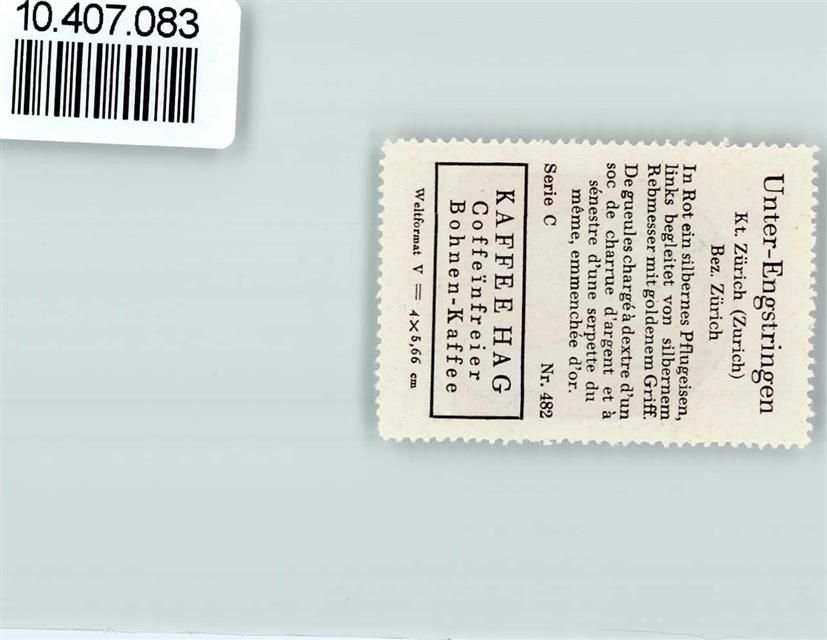 10.407.083
Unter-Engstringen
Kt. Zürich (Zurich)
Bez. Zürich
In Rot ein silbernes Pflugeisen,
links begleitet von silbernem
Rebmesser mit goldenem Griff.
De gueules chargé à dextre d'un
soc de charrue d'argent et à
sénestre d'une serpette du
même, emmenchée d'or.
Serie C Nr. 482
KAFFEE HAG
Coffeïnfreier
Bohnen-Kaffee
Weltformat V = 4×5,66 cm